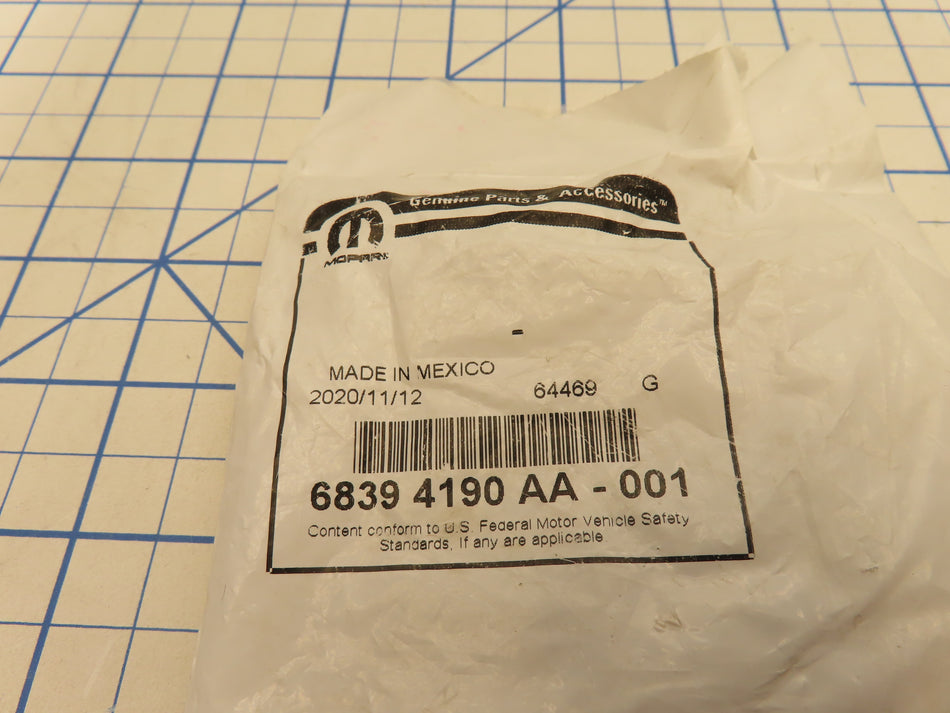 Genuine Parts & Accessories™
MOPAR
-
MADE IN MEXICO
2020/11/12 64469 G
6839 4190 AA - 001
Content conform to U.S. Federal Motor Vehicle Safety
Standards, If any are applicable